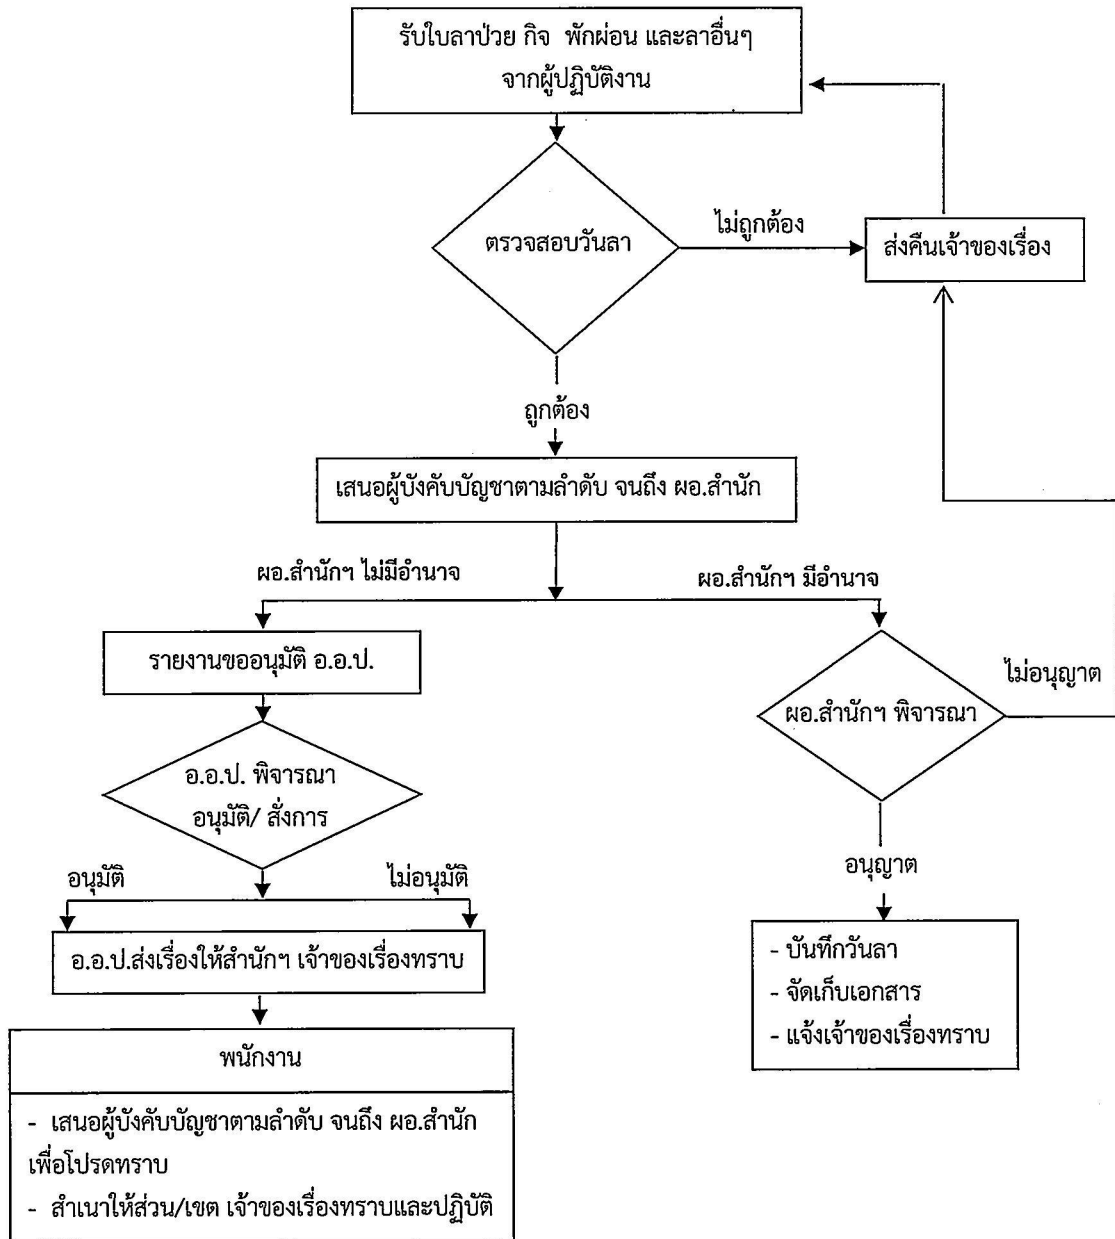 รับใบลาป่วย กิจ พักผ่อน และลาอื่นๆ
จากผู้ปฏิบัติงาน
ตรวจสอบวันลา
ไม่ถูกต้อง
ส่งคืนเจ้าของเรื่อง
ถูกต้อง
เสนอผู้บังคับบัญชาตามลำดับ จนถึง ผอ.สำนัก
ผอ.สำนักฯ ไม่มีอำนาจ
ผอ.สำนักฯ มีอำนาจ
รายงานขออนุมัติ อ.อ.ป.
ไม่อนุญาต
ผอ.สำนักฯ พิจารณา
อ.อ.ป. พิจารณา
อนุมัติ/ สั่งการ
อนุมัติ
ไม่อนุมัติ
อนุญาต
อ.อ.ป.ส่งเรื่องให้สำนักฯ เจ้าของเรื่องทราบ
- บันทึกวันลา
- จัดเก็บเอกสาร
- แจ้งเจ้าของเรื่องทราบ
พนักงาน
- เสนอผู้บังคับบัญชาตามลำดับ จนถึง ผอ.สำนัก
เพื่อโปรดทราบ
- สำเนาให้ส่วน/เขต เจ้าของเรื่องทราบและปฏิบัติ